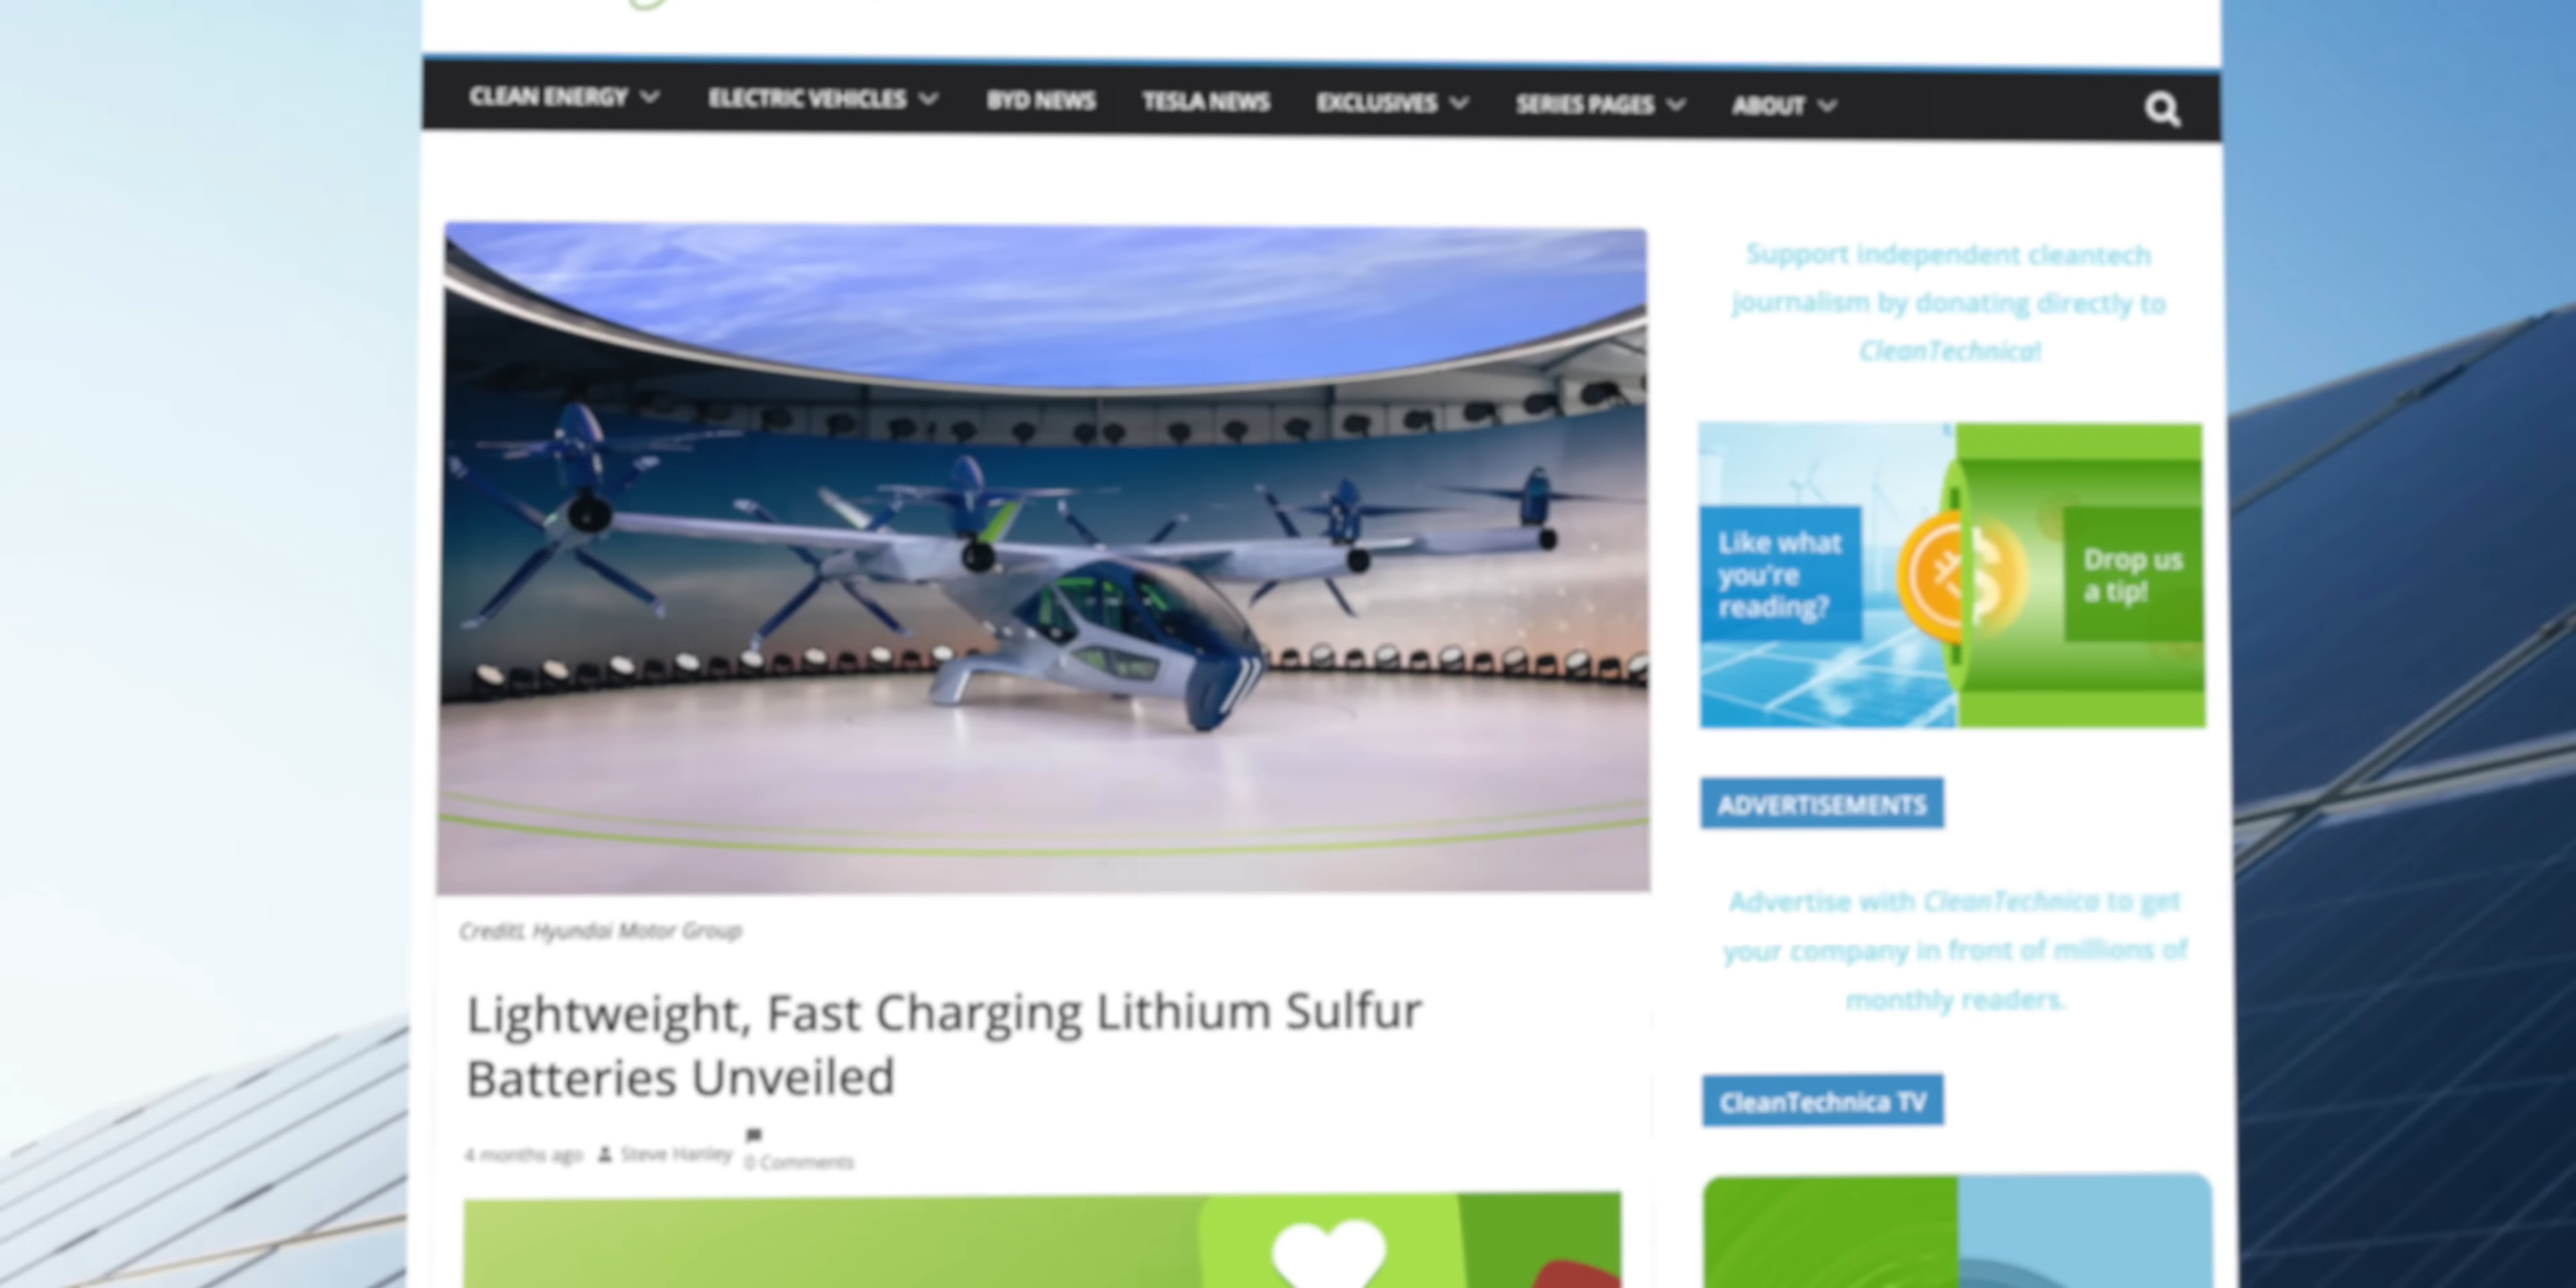 CLEAN ENERGY
ELECTRIC VEHICLES
BYD NEWS
TESLA NEWS
EXCLUSIVES
SERIES PAGES
ABOUT
Support independent cleantech
journalism by donating directly to
CleanTechnica!
Like what
you're
reading?
Drop us
a tip!
ADVERTISEMENTS
Advertise with CleanTechnica to get
your company in front of millions of
monthly readers.
CleanTechnica TV
CreditL Hyundai Motor Group
Lightweight, Fast Charging Lithium Sulfur
Batteries Unveiled
4 months ago Steve Hanley
0 Comments